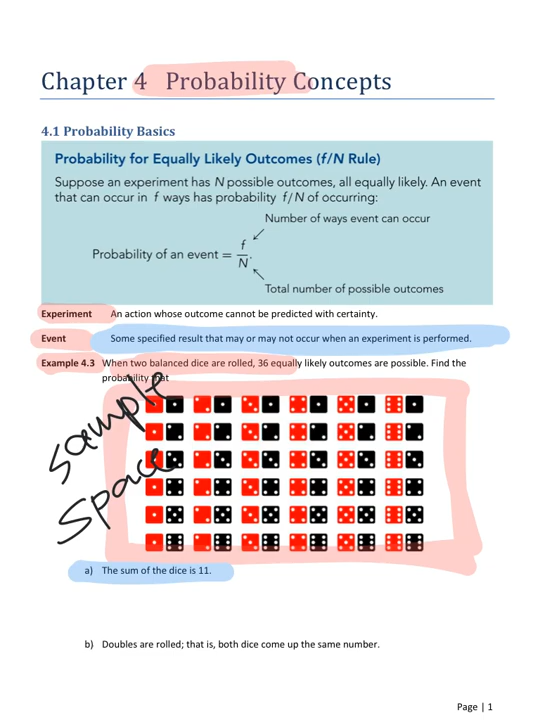 Chapter 4 Probability Concepts
4.1 Probability Basics
Probability for Equally Likely Outcomes (f/N Rule)
Suppose an experiment has N possible outcomes, all equally likely. An event
that can occur in f ways has probability f/N of occurring:
Number of ways event can occur
Probability of an event = f/N.
Total number of possible outcomes
Experiment An action whose outcome cannot be predicted with certainty.
Event Some specified result that may or may not occur when an experiment is performed.
Example 4.3 When two balanced dice are rolled, 36 equally likely outcomes are possible. Find the
probability that
Sample
Space
a) The sum of the dice is 11.
b) Doubles are rolled; that is, both dice come up the same number.
Page | 1